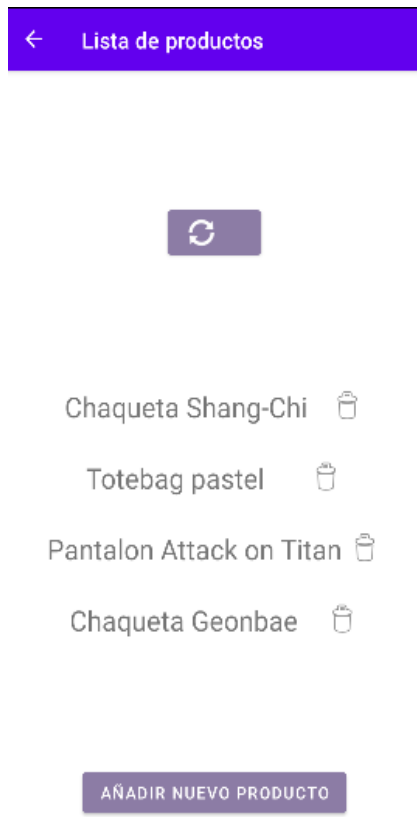 Lista de productos
Chaqueta Shang-Chi
Totebag pastel
Pantalon Attack on Titan
Chaqueta Geonbae
AÑADIR NUEVO PRODUCTO